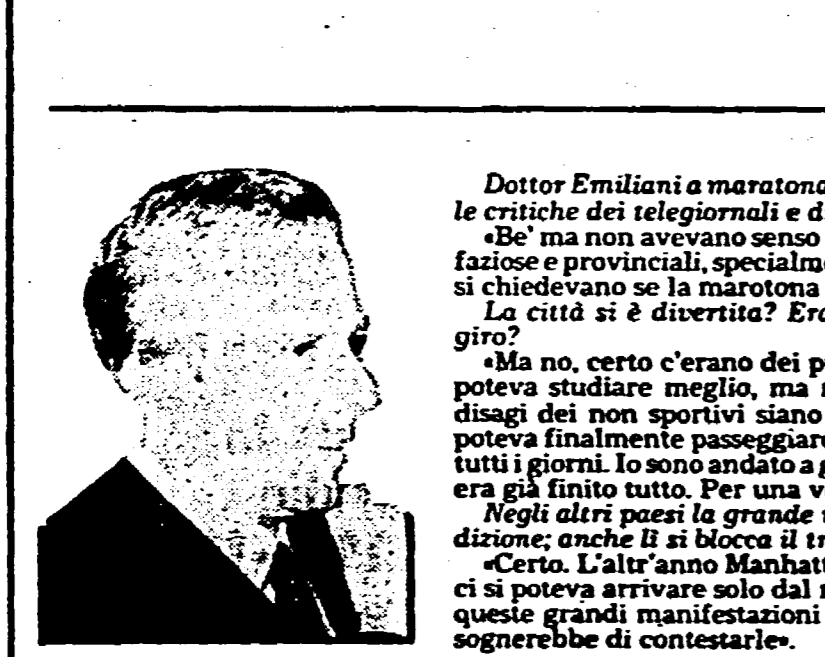 Dottor Emiliani a maratona
le critiche dei telegiornali e d
«Be' ma non avevano senso
faziose e provinciali, specialm
si chiedevano se la marotona
La città si è divertita? Era
giro?
«Ma no, certo c'erano dei p
poteva studiare meglio, ma
disagi dei non sportivi siano
poteva finalmente passeggiare
tutti i giorni. Io sono andato a g
era già finito tutto. Per una v
Negli altri paesi la grande
dizione; anche lì si blocca il tr
«Certo. L'altr'anno Manhatt
ci si poteva arrivare solo dal
queste grandi manifestazioni
sognerebbe di contestarle».